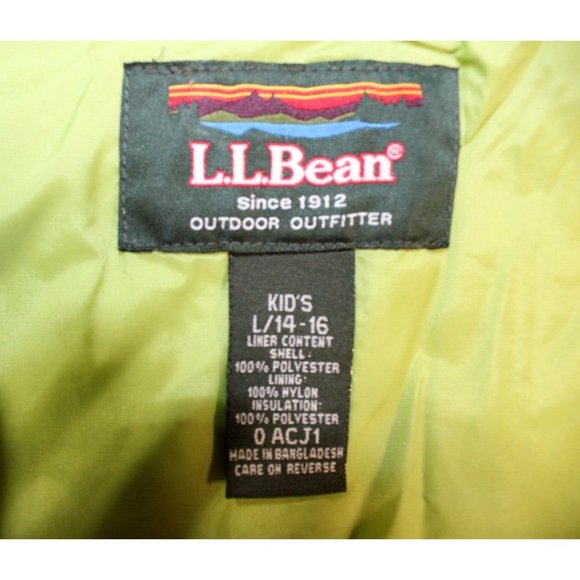 L.L.Bean®
Since 1912
OUTDOOR OUTFITTER
KID'S
L/14-16
LINER CONTENT
SHELL:
100% POLYESTER
LINING:
100% NYLON
INSULATION:
100% POLYESTER
0 ACJ1
MADE IN BANGLADESH
CARE ON REVERSE